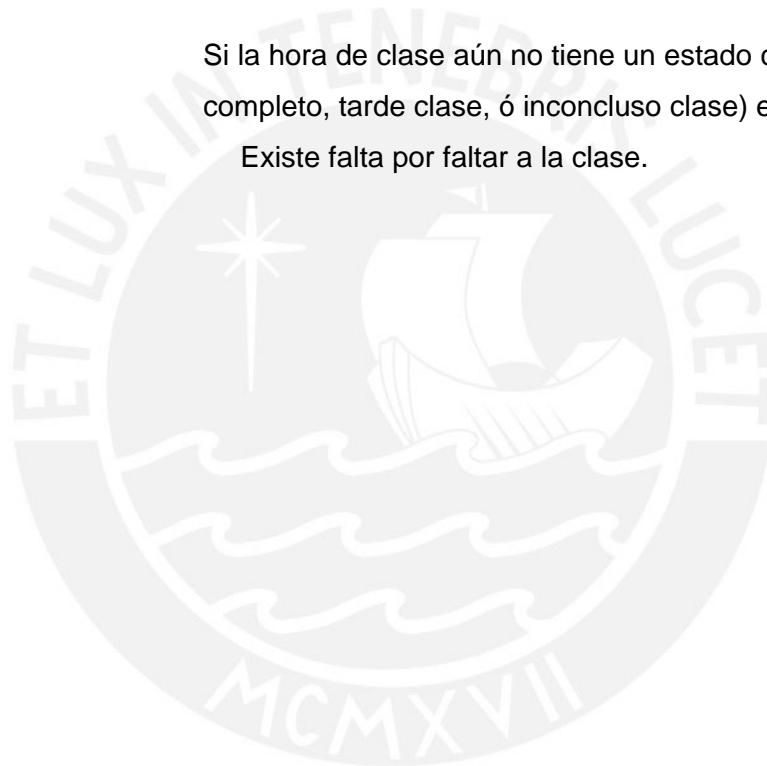 Si la hora de clase aún no tiene un estado
completo, tarde clase, ó inconcluso clase)
Existe falta por faltar a la clase.
ET LUX IN TENEBRIS LUCET
MCMXVII